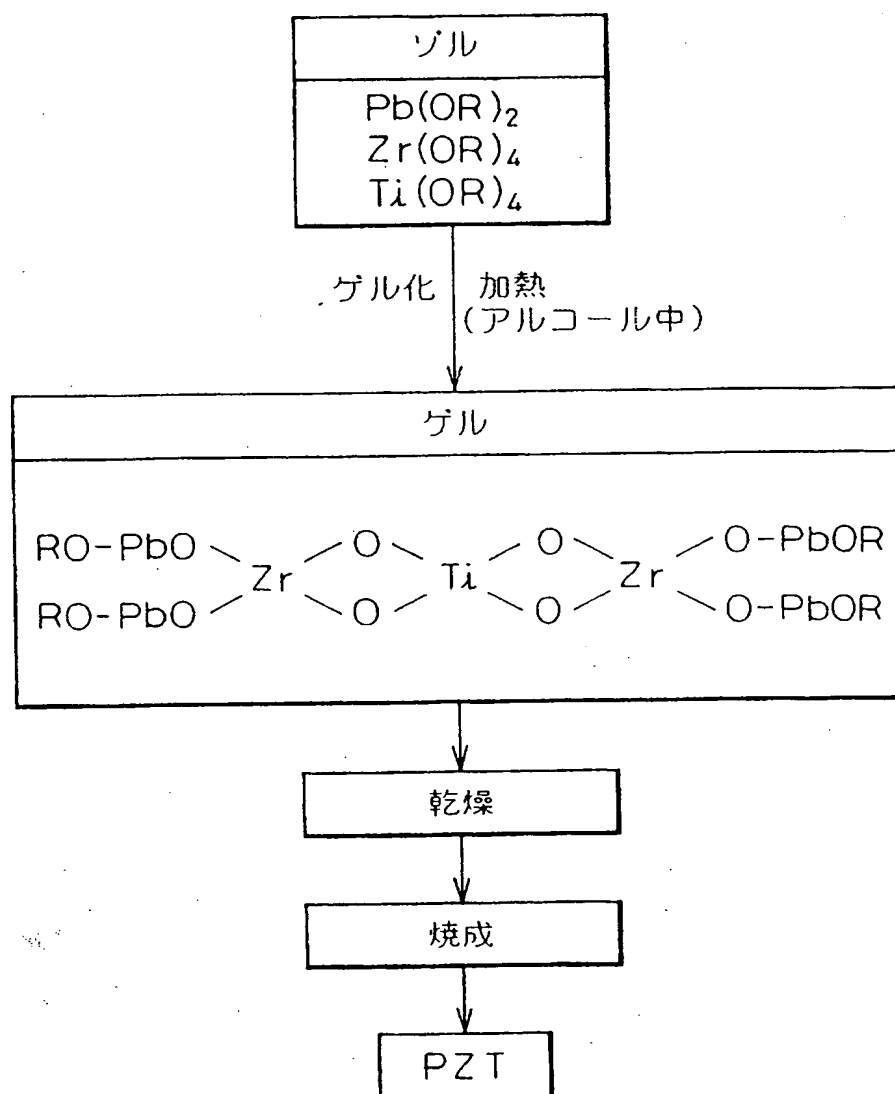 ゾル
Pb(OR)₂
Zr(OR)₄
Ti(OR)₄
ゲル化 加熱
(アルコール中)
ゲル
RO-PbO O O O-PbOR
Zr Ti Zr
RO-PbO O O O-PbOR
乾燥
焼成
PZT